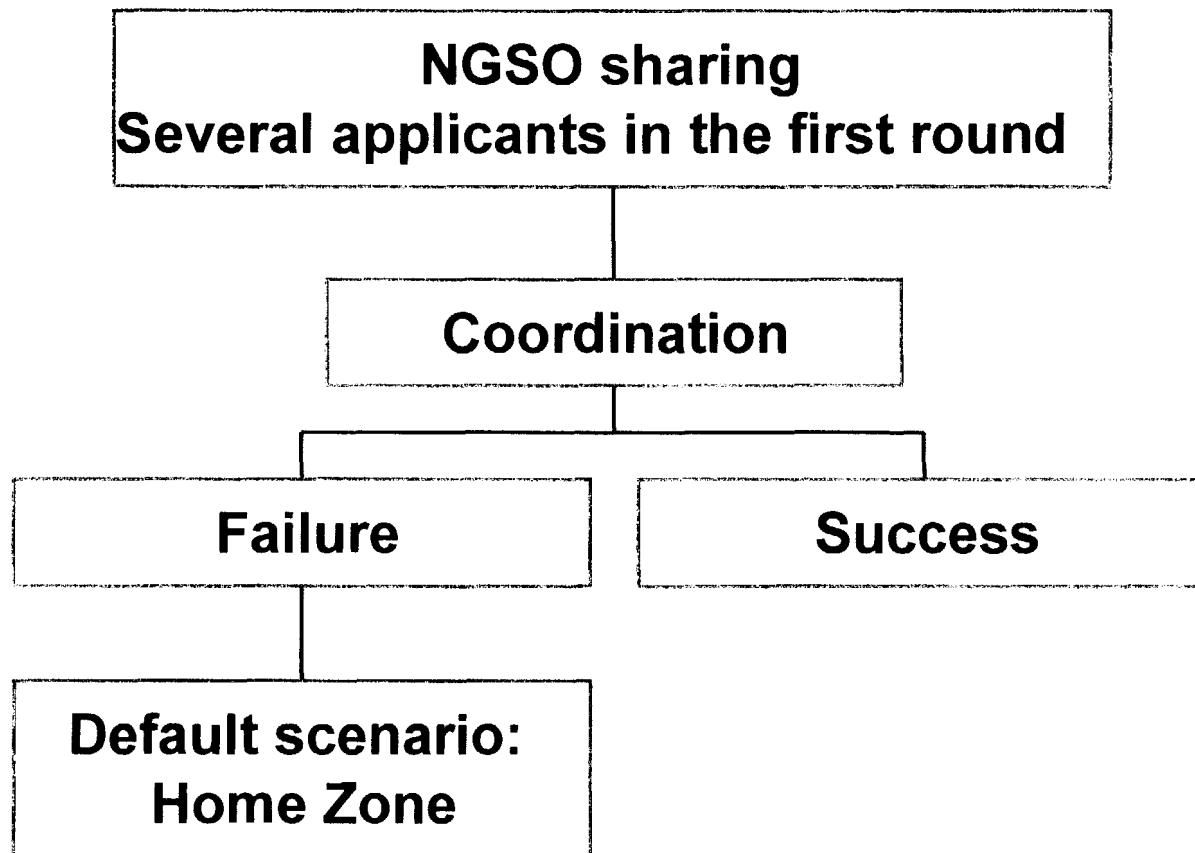 NGSO sharing
Several applicants in the first round
Coordination
Failure
Success
Default scenario:
Home Zone